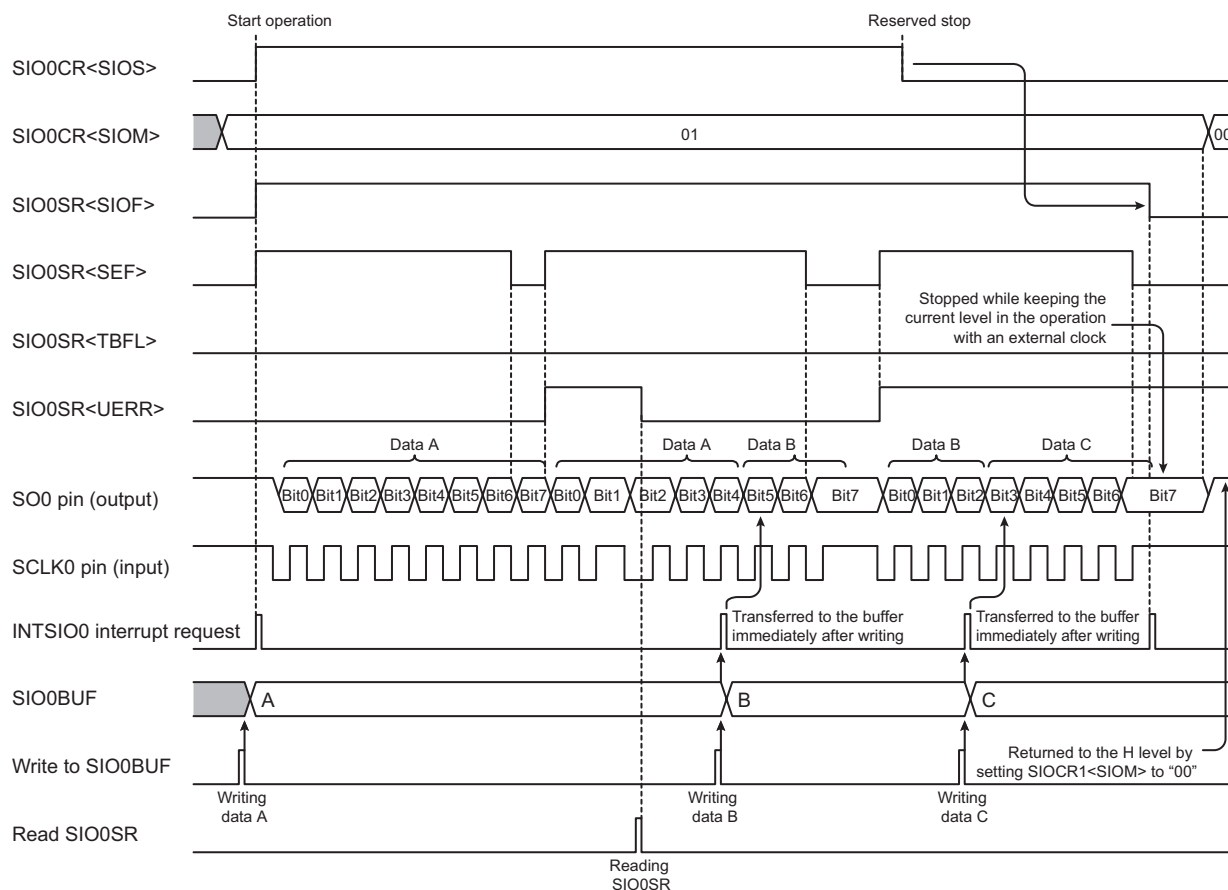 Start operation
Reserved stop
SIO0CR<SIOS>
SIO0CR<SIOM>
01
00
SIO0SR<SIOF>
SIO0SR<SEF>
Stopped while keeping the
current level in the operation
with an external clock
SIO0SR<TBFL>
SIO0SR<UERR>
Data A
Data A
Data B
Data B
Data C
SO0 pin (output)
Bit0 Bit1 Bit2 Bit3 Bit4 Bit5 Bit6 Bit7 Bit0 Bit1 Bit2 Bit3 Bit4 Bit5 Bit6 Bit7 Bit0 Bit1 Bit2 Bit3 Bit4 Bit5 Bit6 Bit7
SCLK0 pin (input)
INTSIO0 interrupt request
Transferred to the buffer
immediately after writing
Transferred to the buffer
immediately after writing
SIO0BUF
A
B
C
Write to SIO0BUF
Returned to the H level by
setting SIOCR1<SIOM> to “00”
Writing
data A
Writing
data B
Writing
data C
Read SIO0SR
Reading
SIO0SR